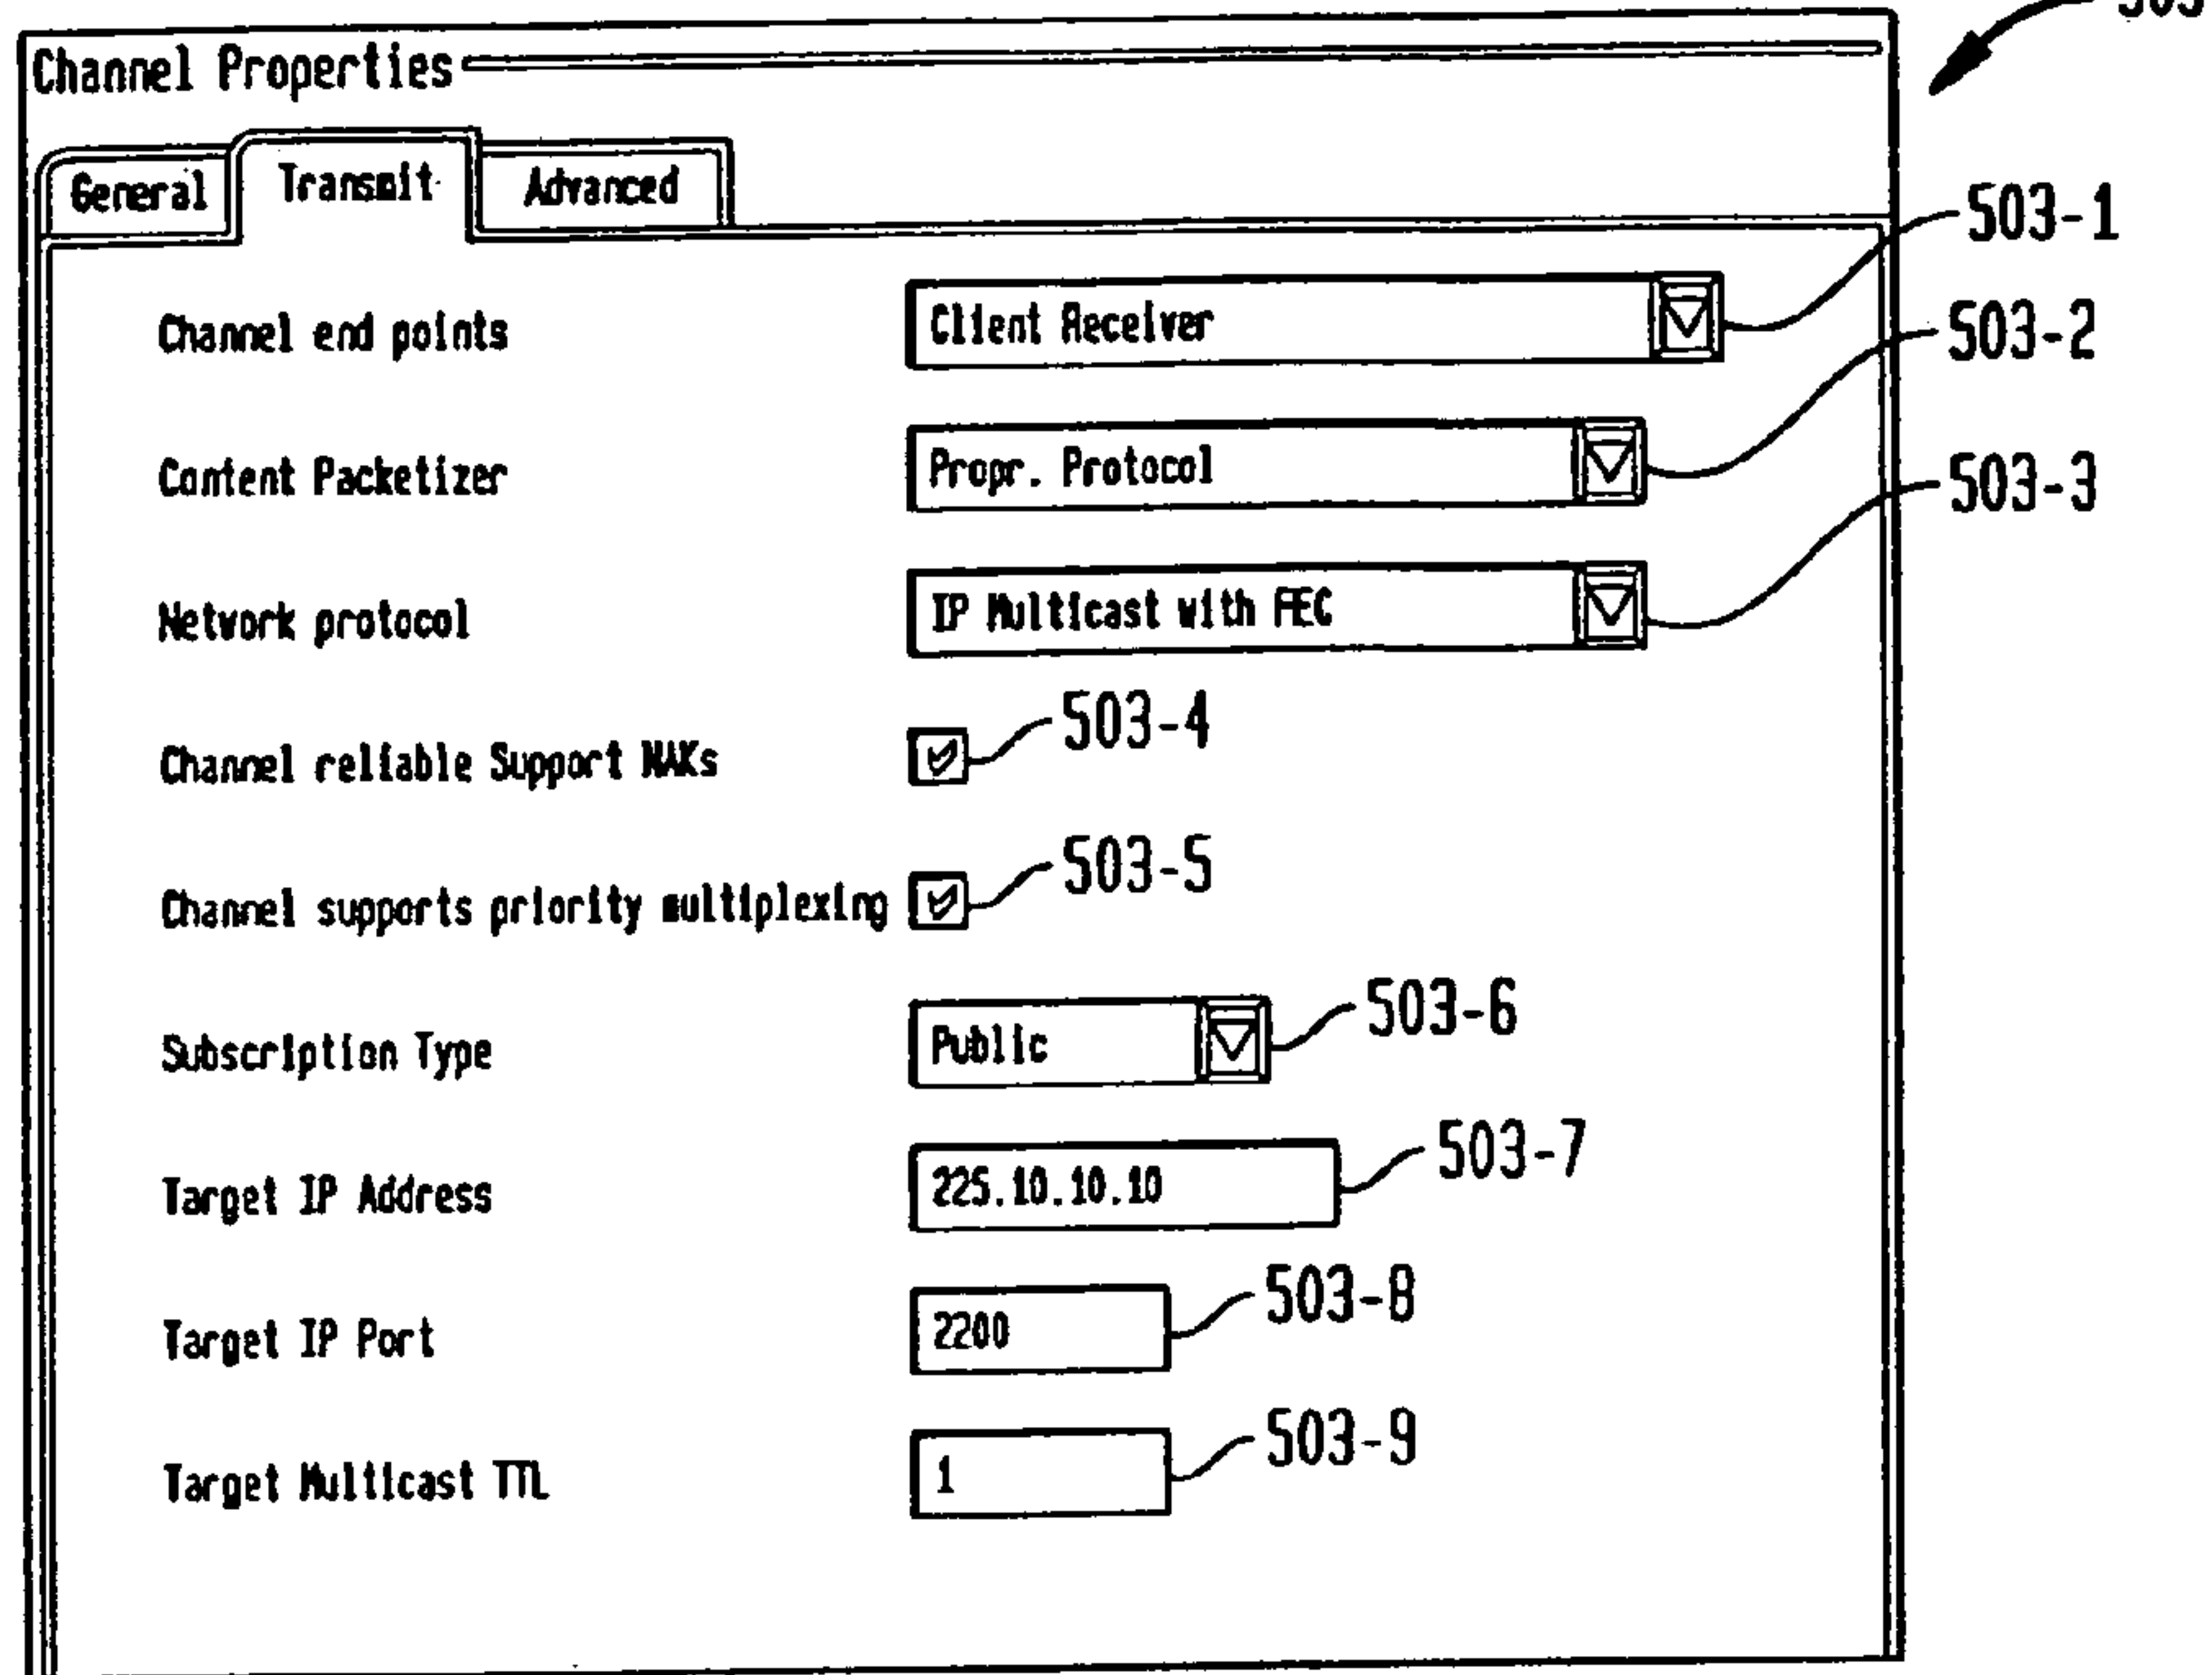 Channel Properties
General
Transmit
Advanced
503-1
Channel end points
Client Receiver
503-2
Content Packetizer
Propr. Protocol
503-3
Network protocol
IP Multicast with FEC
Channel reliable Support NAKs
503-4
Channel supports priority multiplexing
503-5
Subscription Type
Public
503-6
Target IP Address
225.10.10.10
503-7
Target IP Port
2200
503-8
Target Multicast TTL
1
503-9